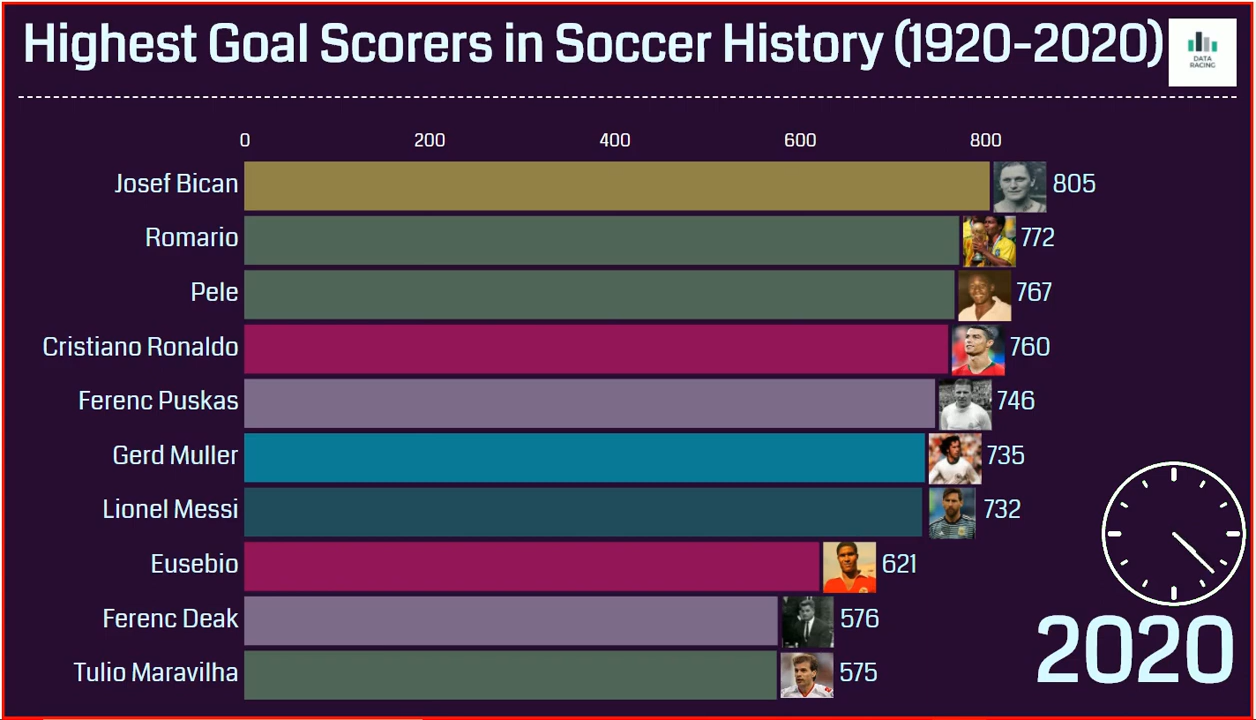 Highest Goal Scorers in Soccer History (1920-2020)
DATA
RACING
0 200 400 600 800
Josef Bican 805
Romario 772
Pele 767
Cristiano Ronaldo 760
Ferenc Puskas 746
Gerd Muller 735
Lionel Messi 732
Eusebio 621
Ferenc Deak 576
Tulio Maravilha 575
2020